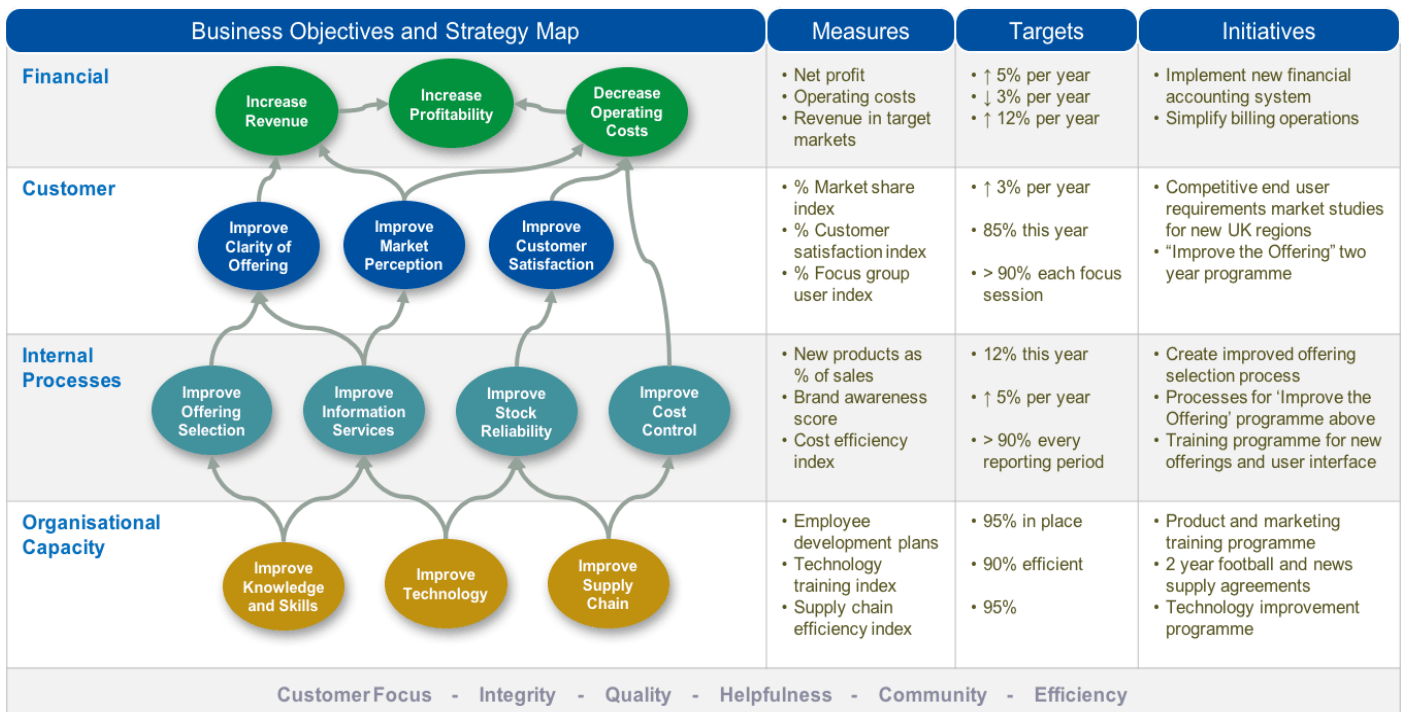 Business Objectives and Strategy Map
Measures
Targets
Initiatives
Financial
Increase
Revenue
Increase
Profitability
Decrease
Operating
Costs
• Net profit
• Operating costs
• Revenue in target
markets
• ↑ 5% per year
• ↓ 3% per year
• ↑ 12% per year
• Implement new financial
accounting system
• Simplify billing operations
Customer
Improve
Clarity of
Offering
Improve
Market
Perception
Improve
Customer
Satisfaction
• % Market share
index
• % Customer
satisfaction index
• % Focus group
user index
• ↑ 3% per year
• 85% this year
• > 90% each focus
session
• Competitive end user
requirements market studies
for new UK regions
• “Improve the Offering” two
year programme
Internal
Processes
Improve
Offering
Selection
Improve
Information
Services
Improve
Stock
Reliability
Improve
Cost
Control
• New products as
% of sales
• Brand awareness
score
• Cost efficiency
index
• 12% this year
• ↑ 5% per year
• > 90% every
reporting period
• Create improved offering
selection process
• Processes for ‘Improve the
Offering’ programme above
• Training programme for new
offerings and user interface
Organisational
Capacity
Improve
Knowledge
and Skills
Improve
Technology
Improve
Supply
Chain
• Employee
development plans
• Technology
training index
• Supply chain
efficiency index
• 95% in place
• 90% efficient
• 95%
• Product and marketing
training programme
• 2 year football and news
supply agreements
• Technology improvement
programme
Customer Focus - Integrity - Quality - Helpfulness - Community - Efficiency